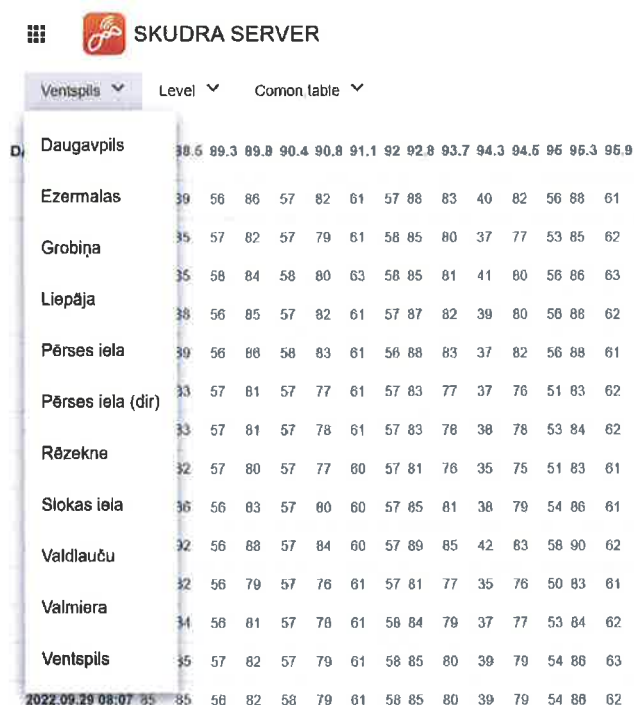 SKUDRA SERVER
Ventspils Level Comon table
Daugavpils
Ezermalas
Grobiņa
Liepāja
Pērses iela
Pērses iela (dir)
Rēzekne
Slokas iela
Valdlauču
Valmiera
Ventspils
89.3 89.8 90.4 90.8 91.1 92 92.8 93.7 94.3 94.5 95 95.3 95.9
56 86 57 82 61 57 88 83 40 82 56 88 61
57 82 57 79 61 58 85 80 37 77 53 85 62
58 84 58 80 63 58 85 81 41 80 56 86 63
56 85 57 82 61 57 87 82 39 80 56 88 62
56 86 58 83 61 56 88 83 37 82 56 88 61
57 81 57 77 61 57 83 77 37 76 51 83 62
57 81 57 78 61 57 83 76 36 78 53 84 62
57 80 57 77 60 57 81 76 35 75 51 83 61
56 83 57 80 60 57 85 81 38 79 54 86 61
56 88 57 84 60 57 89 85 42 83 58 90 62
56 79 57 76 61 57 81 77 35 76 50 83 61
56 81 57 78 61 58 84 79 37 77 53 84 62
57 82 57 79 61 58 85 80 39 79 54 86 63
2022.09.29 08:07 85 85 56 82 58 79 61 58 85 80 39 79 54 86 62